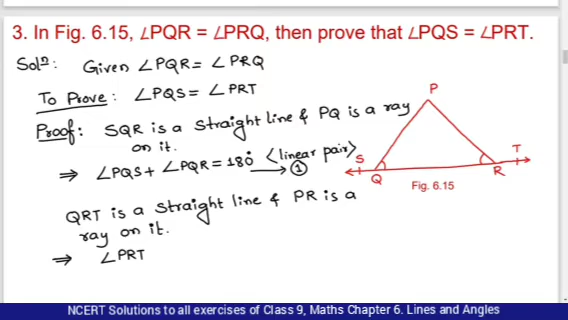 3. In Fig. 6.15, ∠PQR = ∠PRQ, then prove that ∠PQS = ∠PRT.
Solⁿ: Given ∠PQR = ∠PRQ
To Prove: ∠PQS = ∠PRT
Proof: SQR is a straight line & PQ is a ray
on it.
⇒ ∠PQS + ∠PQR = 180° <linear pair>
→ ①
QRT is a straight line & PR is a
ray on it.
⇒ ∠PRT
P
S
Q
R
T
Fig. 6.15
NCERT Solutions to all exercises of Class 9, Maths Chapter 6. Lines and Angles